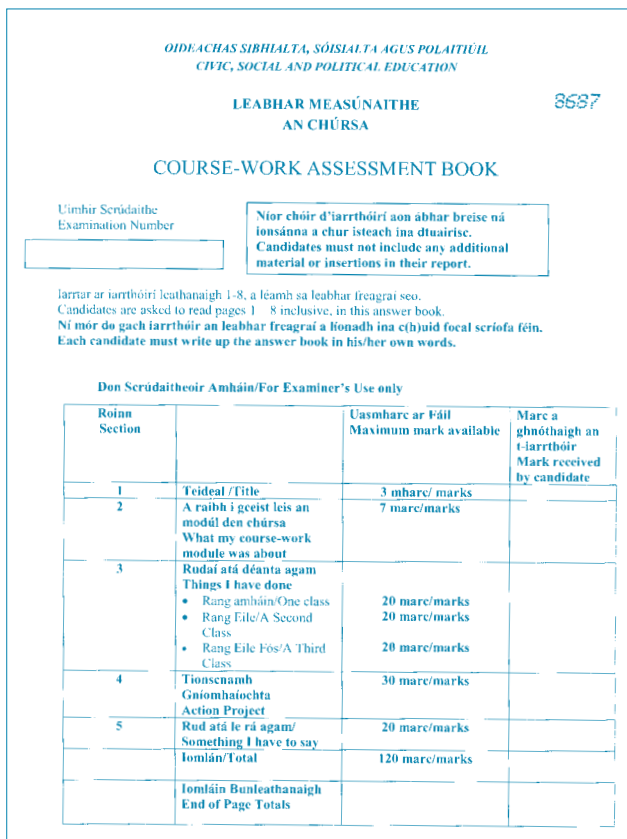 OIDEACHAS SIBHIALTA, SÓISIALTA AGUS POLAITIÚIL
CIVIC, SOCIAL AND POLITICAL EDUCATION
LEABHAR MEASÚNAITHE
AN CHÚRSA
8687
COURSE-WORK ASSESSMENT BOOK
Uimhir Scrúdaithe
Examination Number
Níor chóir d'iarrthóirí aon ábhar breise ná
ionsánna a chur isteach ina dtuairisc.
Candidates must not include any additional
material or insertions in their report.
Iarrtar ar iarrthóirí leathanaigh 1-8, a léamh sa leabhar freagraí seo.
Candidates are asked to read pages 1 – 8 inclusive, in this answer book.
Ní mór do gach iarrthóir an leabhar freagraí a líonadh ina c(h)uid focal scríofa féin.
Each candidate must write up the answer book in his/her own words.
Don Scrúdaitheoir Amháin/For Examiner's Use only
Roinn
Section
Uasmharc ar Fáil
Maximum mark available
Marc a
ghnóthaigh an
t-iarrthóir
Mark received
by candidate
1 Teideal /Title 3 mharc/ marks
2 A raibh i gceist leis an 7 marc/marks
modúl den chúrsa
What my course-work
module was about
3 Rudaí atá déanta agam
Things I have done
• Rang amháin/One class 20 marc/marks
• Rang Eile/A Second 20 marc/marks
Class
• Rang Eile Fós/A Third 20 marc/marks
Class
4 Tionscnamh 30 marc/marks
Gníomhaíochta
Action Project
5 Rud atá le rá agam/ 20 marc/marks
Something I have to say
Iomlán/Total 120 marc/marks
Iomláin Bunleathanaigh
End of Page Totals